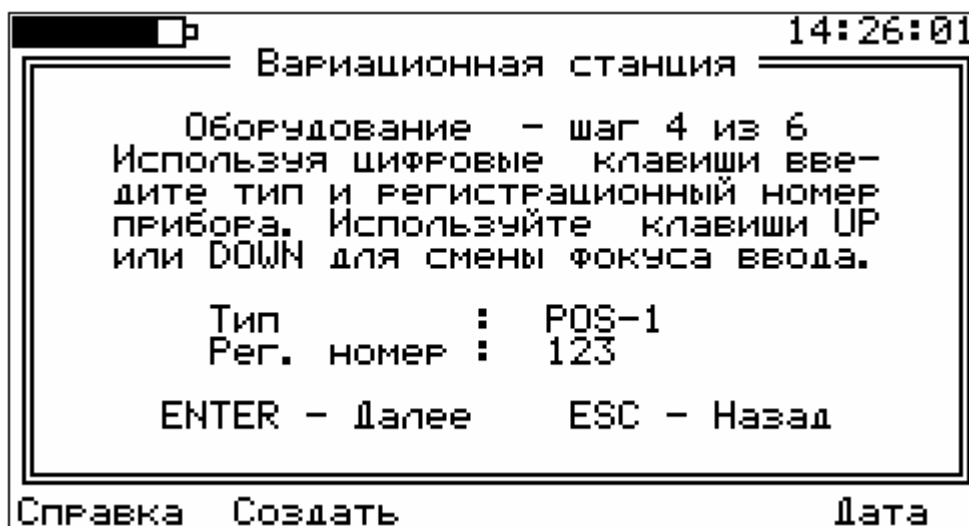 14:26:01
Вариационная станция
Оборудование - шаг 4 из 6
Используя цифровые клавиши вве-
дите тип и регистрационный номер
прибора. Используйте клавиши UP
или DOWN для смены фокуса ввода.
Тип : POS-1
Рег. номер : 123
ENTER - Далее ESC - Назад
Справка Создать Дата